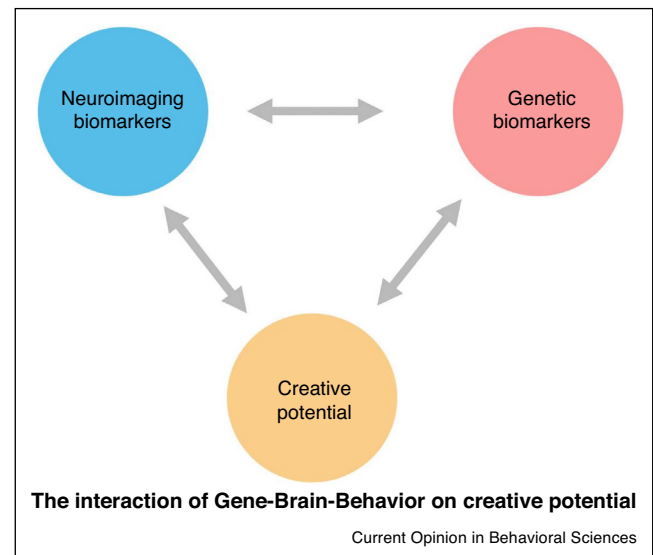 Neuroimaging
biomarkers
Genetic
biomarkers
Creative
potential
The interaction of Gene-Brain-Behavior on creative potential
Current Opinion in Behavioral Sciences